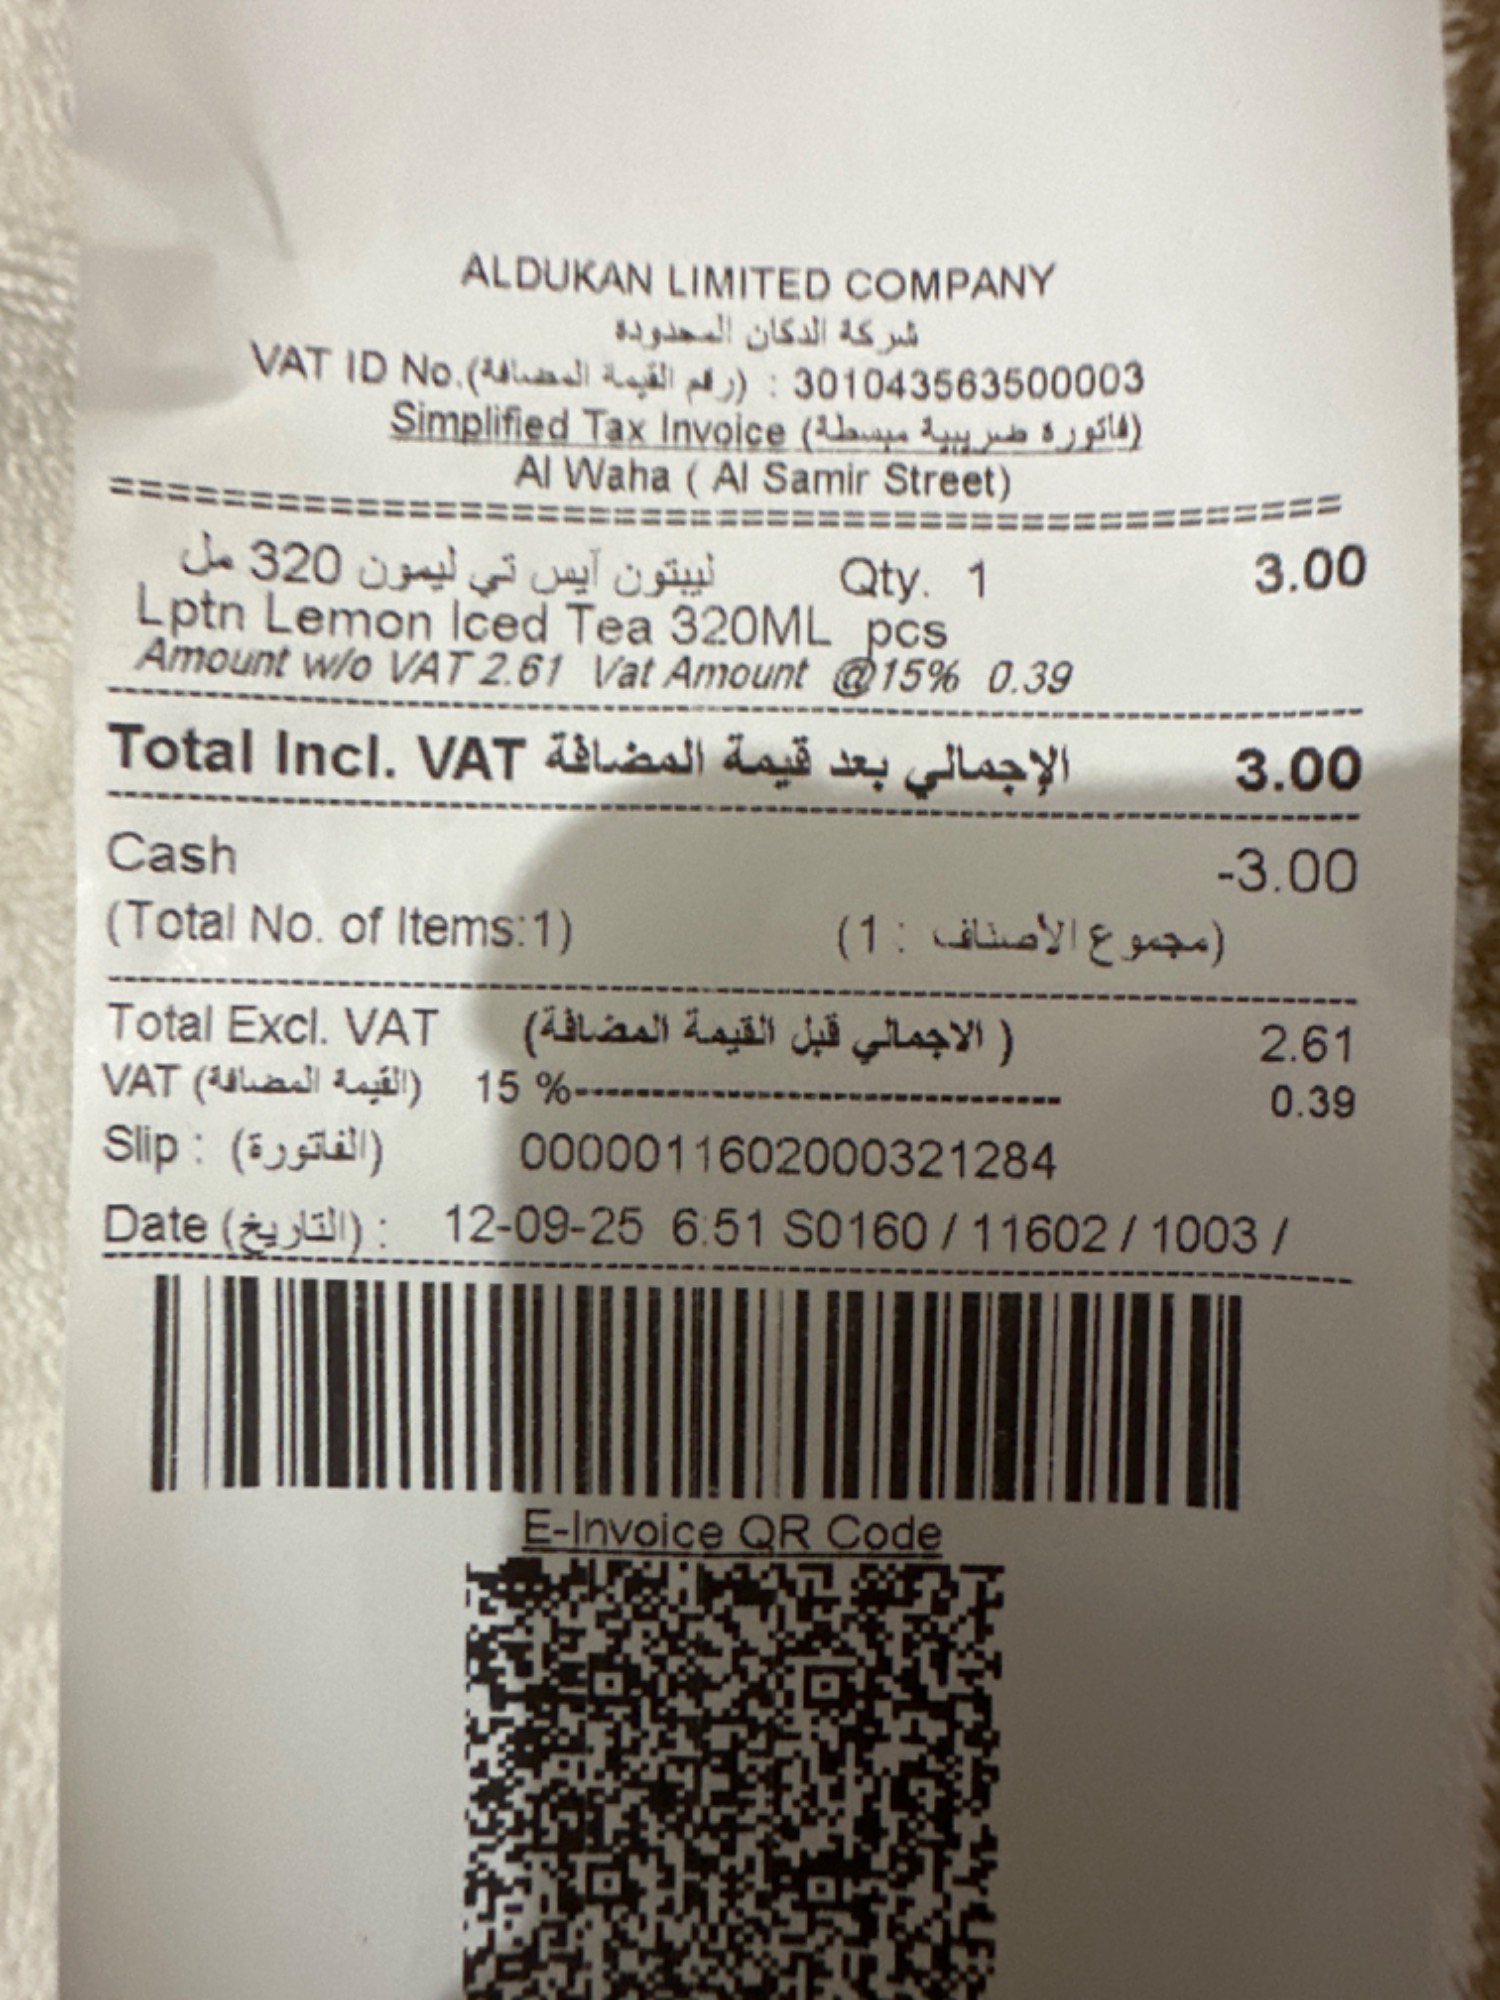 ALDUKAN LIMITED COMPANY
شركة الدكان المحدودة
VAT ID No.(رقم القيمة المضافة) : 301043563500003
Simplified Tax Invoice (فاتورة ضريبية مبسطة)
Al Waha ( Al Samir Street)
ليبتون آيس تي ليمون 320 مل Qty. 1 3.00
Lptn Lemon Iced Tea 320ML pcs
Amount w/o VAT 2.61 Vat Amount @15% 0.39
Total Incl. VAT الإجمالي بعد قيمة المضافة 3.00
Cash -3.00
(Total No. of Items:1) (مجموع الأصناف : 1)
Total Excl. VAT (الاجمالي قبل القيمة المضافة ) 2.61
VAT (القيمة المضافة) 15 % 0.39
Slip : (الفاتورة) 0000011602000321284
Date (التاريخ) : 12-09-25 6:51 S0160 / 11602 / 1003 /
E-Invoice QR Code